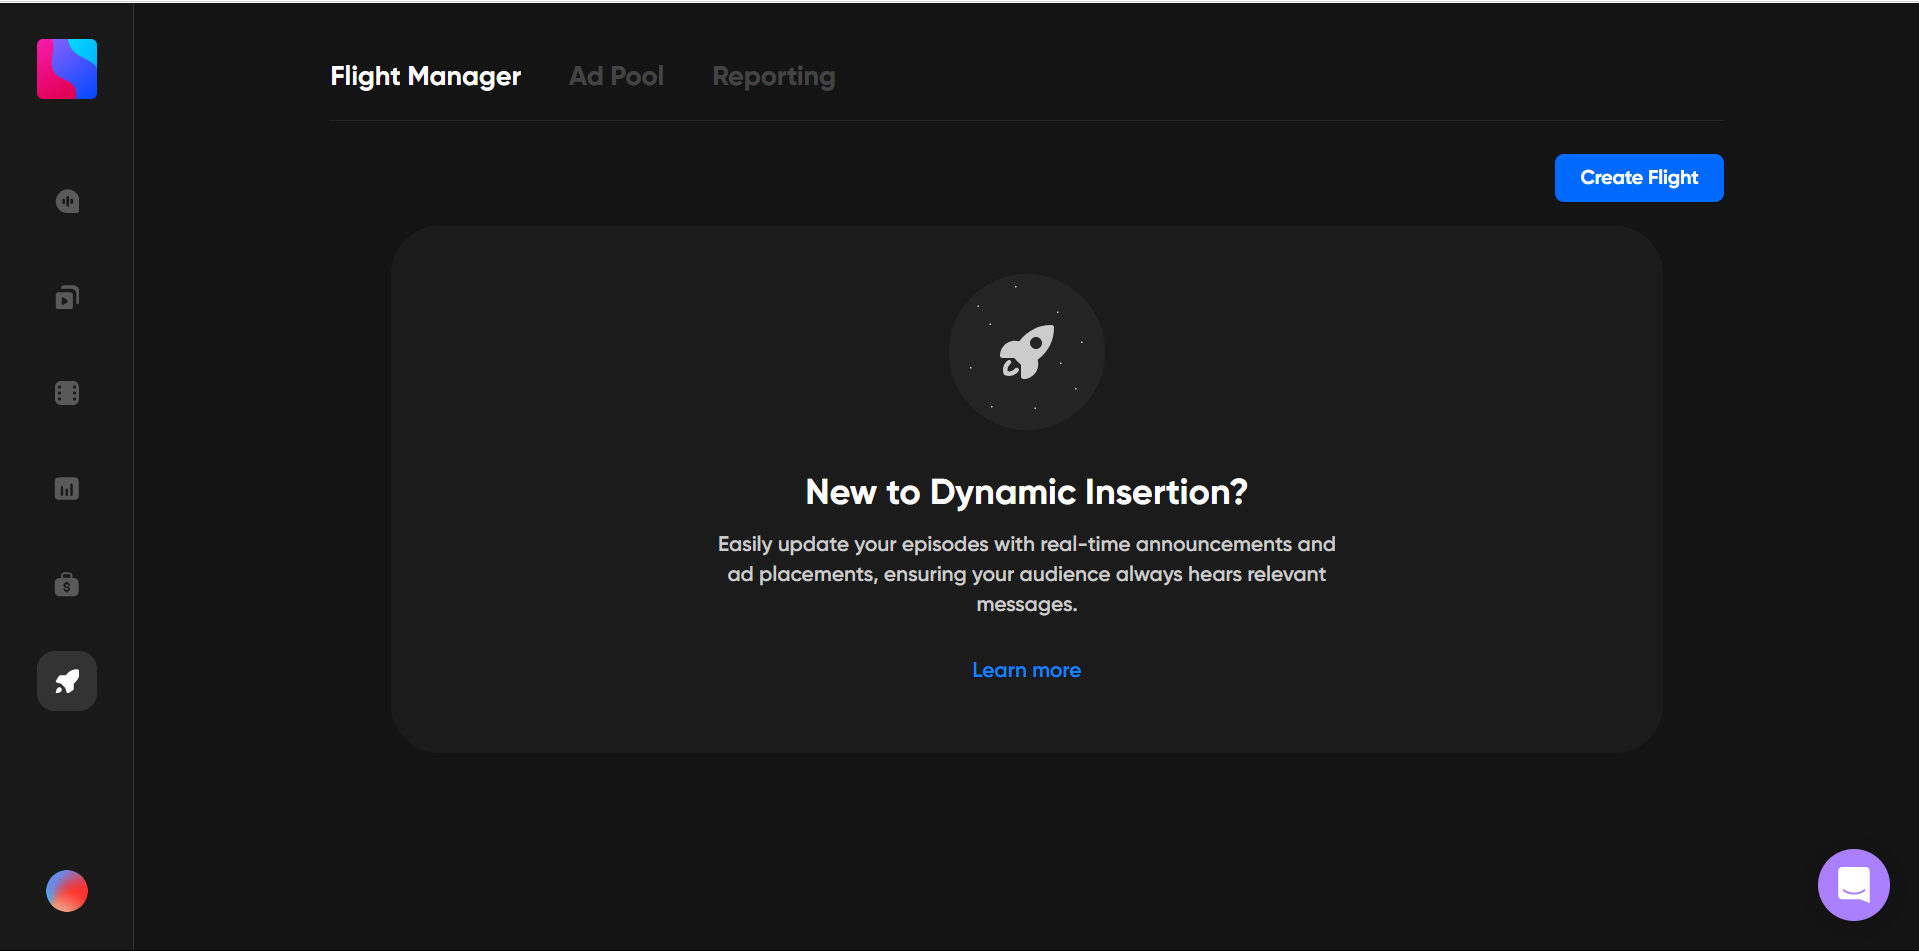 Flight Manager Ad Pool Reporting
Create Flight
New to Dynamic Insertion?
Easily update your episodes with real-time announcements and
ad placements, ensuring your audience always hears relevant
messages.
Learn more